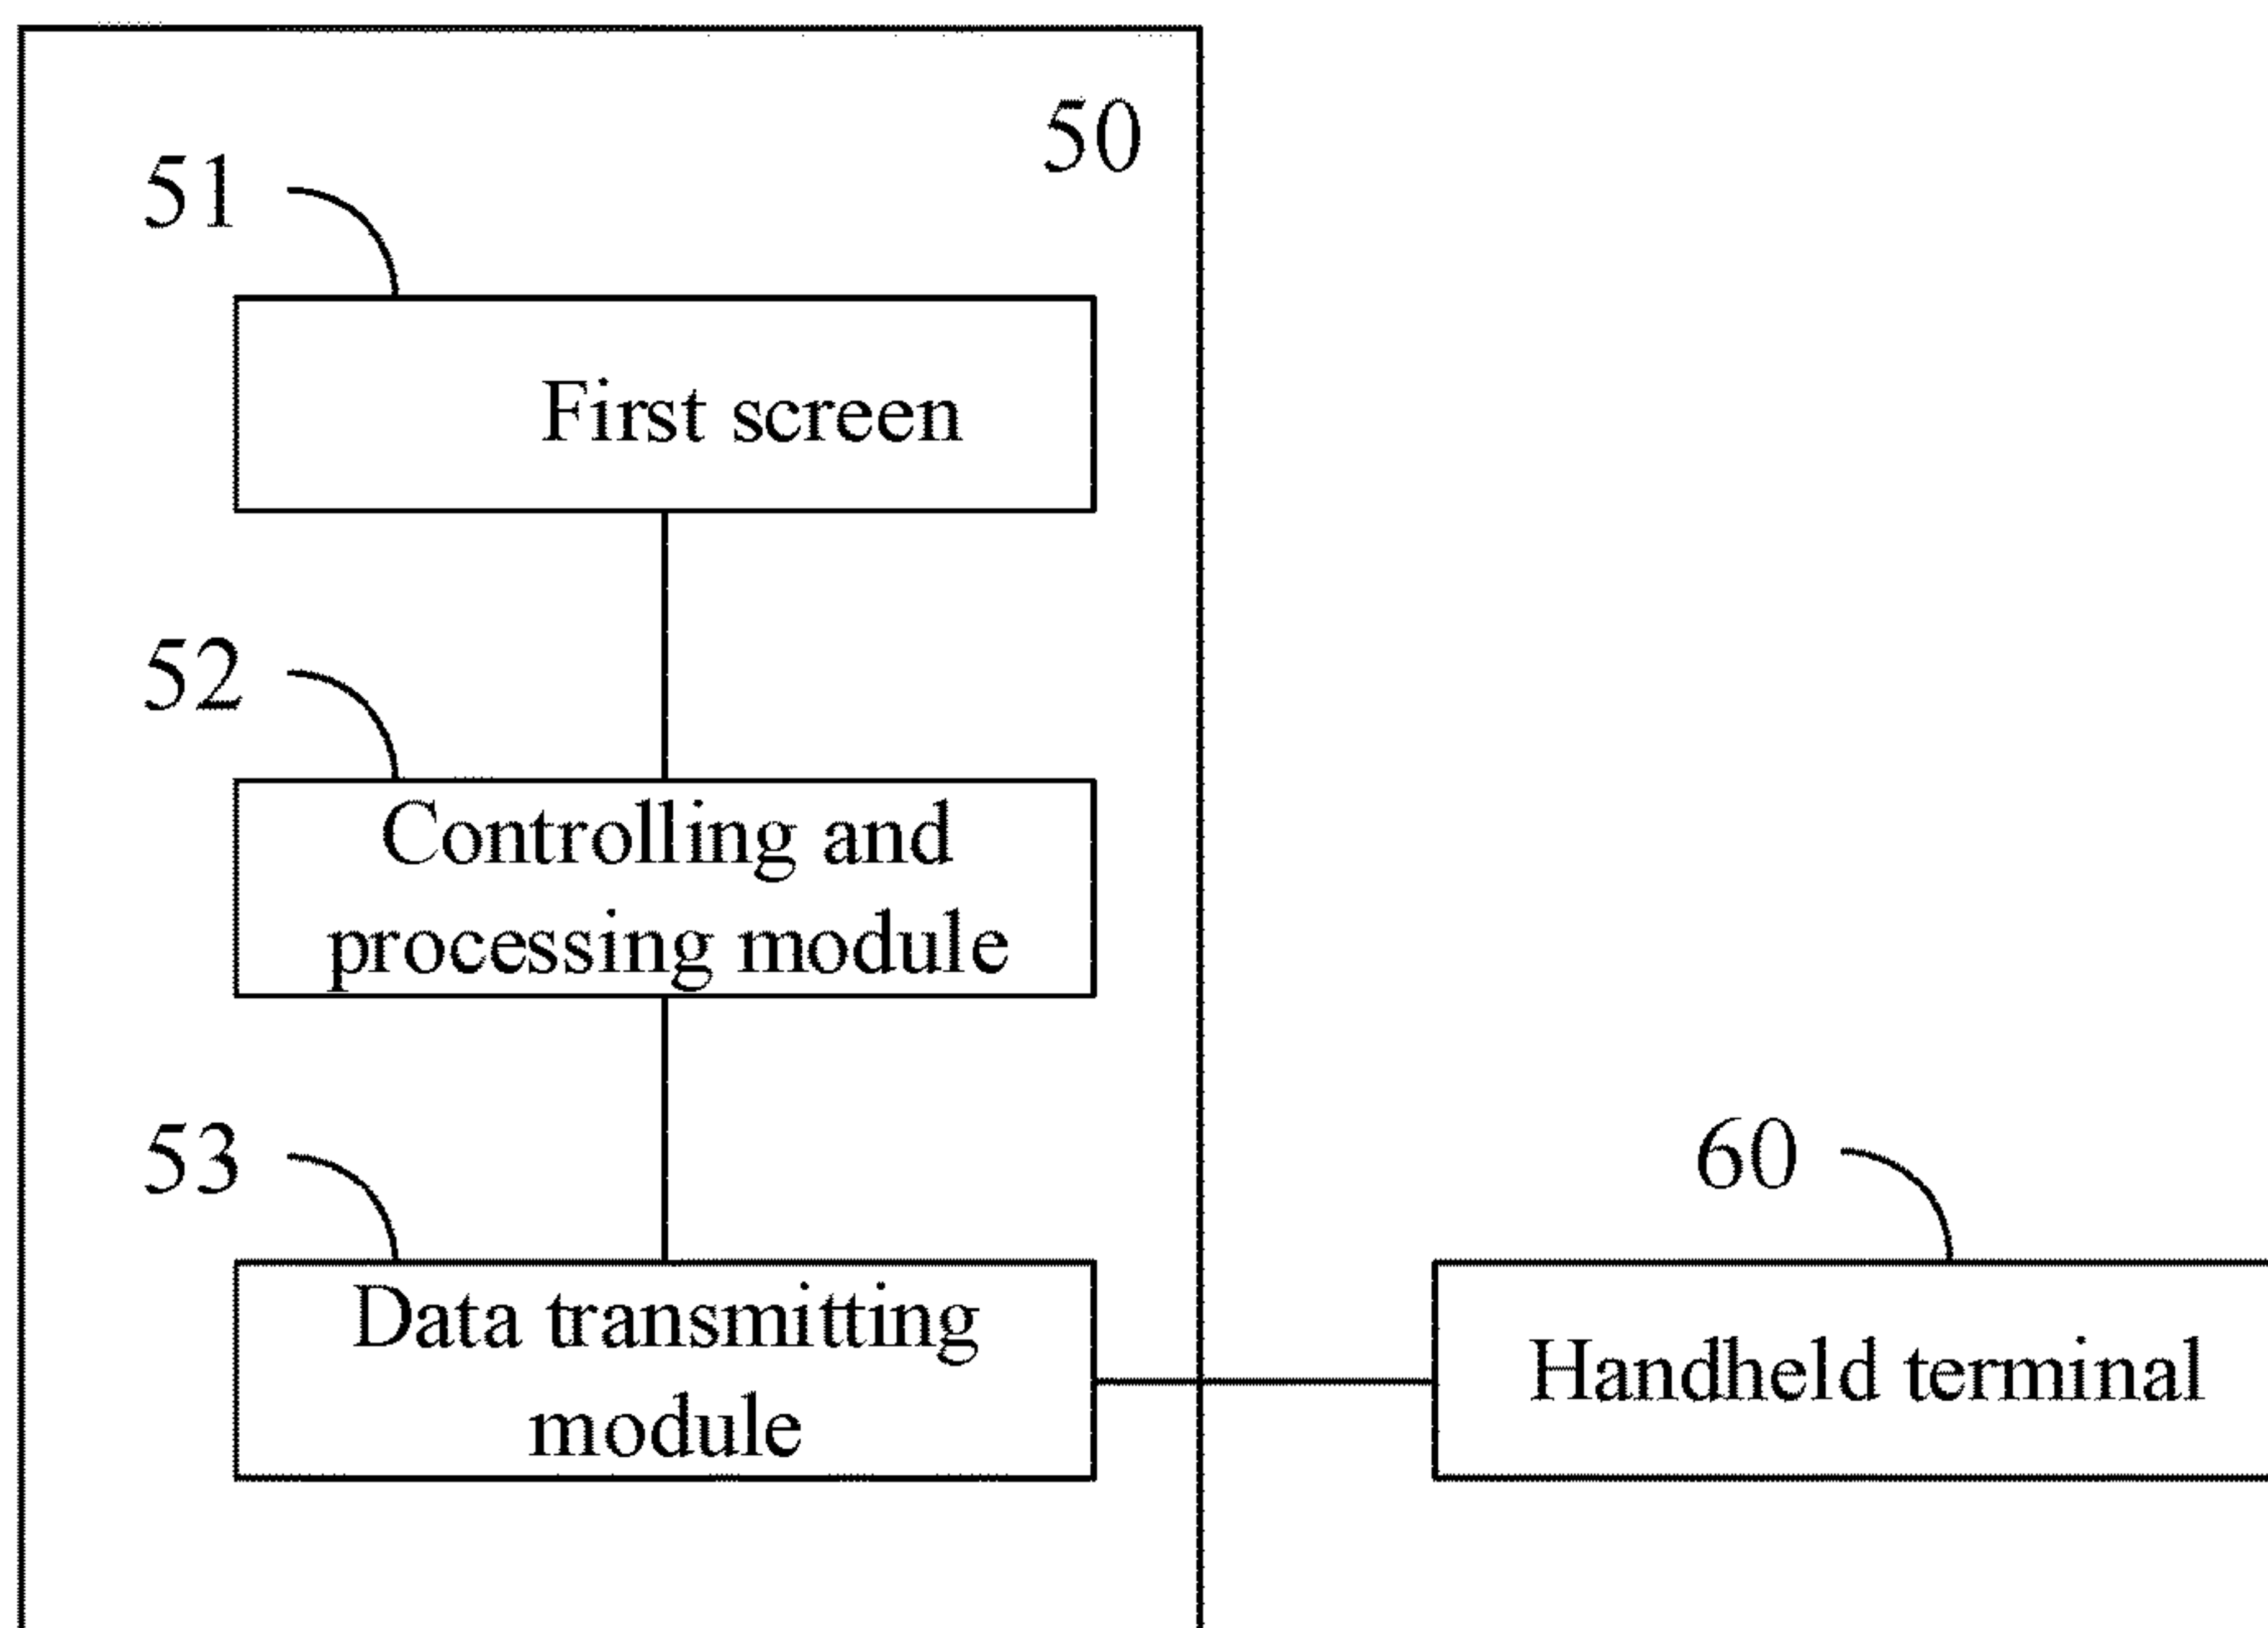 50
51
First screen
52
Controlling and
processing module
53
Data transmitting
module
60
Handheld terminal